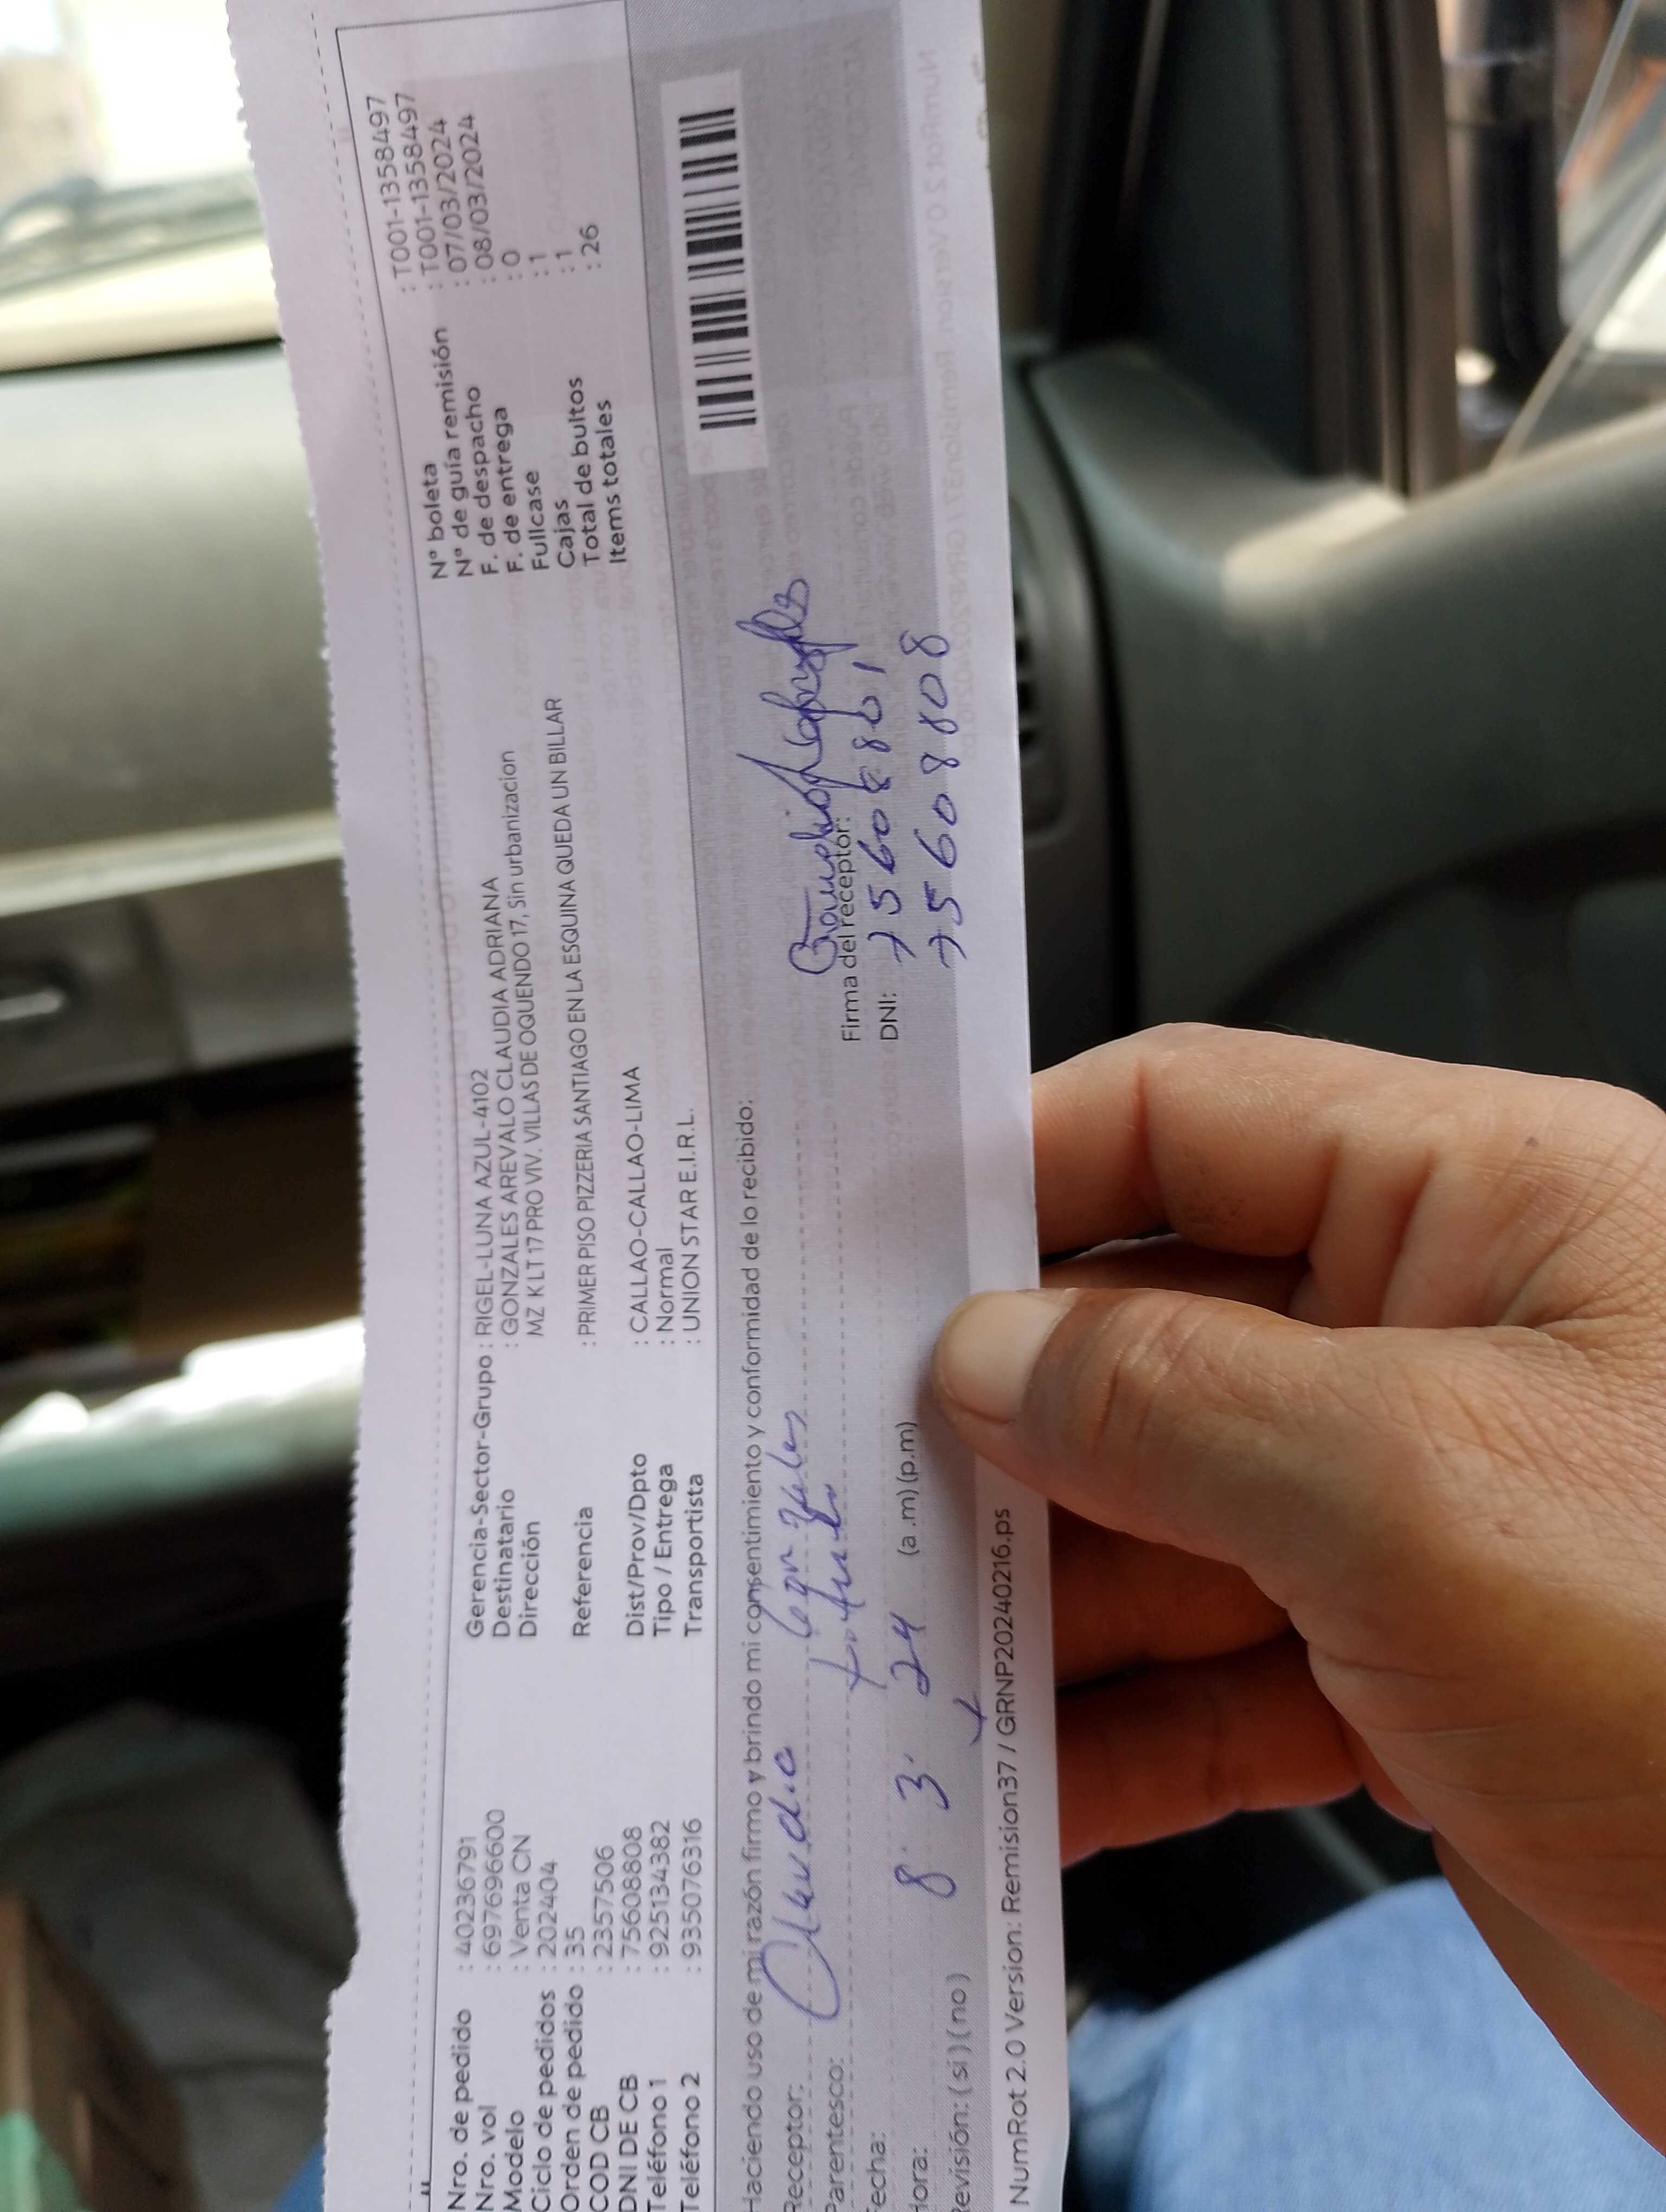 Nro. de pedido : 40236791
Nro. vol : 697696600
Modelo : Venta CN
Ciclo de pedidos : 202404
Orden de pedido : 35
COD CB : 2357506
DNI DE CB : 75608808
Teléfono 1 : 925134382
Teléfono 2 : 935076316
Gerencia-Sector-Grupo : RIGEL-LUNA AZUL-4102
Destinatario : GONZALES AREVALO CLAUDIA ADRIANA
Dirección MZ K LT 17 PRO VIV. VILLAS DE OQUENDO 17, Sin urbanizacion
Referencia : PRIMER PISO PIZZERIA SANTIAGO EN LA ESQUINA QUEDA UN BILLAR
Dist/Prov/Dpto : CALLAO-CALLAO-LIMA
Tipo / Entrega : Normal
Transportista : UNION STAR E.I.R.L.
N° boleta : T001-1358497
N° de guía remisión : T001-1358497
F. de despacho : 07/03/2024
F. de entrega : 08/03/2024
Fullcase : 0
Cajas : 1
Total de bultos : 1
Items totales : 26
Haciendo uso de mi razón firmo y brindo mi consentimiento y conformidad de lo recibido:
Receptor: Claudia Gonzales
Parentesco:
Fecha: 8 3 24
Hora: (a .m) (p.m)
Revisión: ( si ) ( no )
Firma del receptor:
DNI:
75608808
NumRot 2.0 Version: Remision37 / GRNP20240216.ps